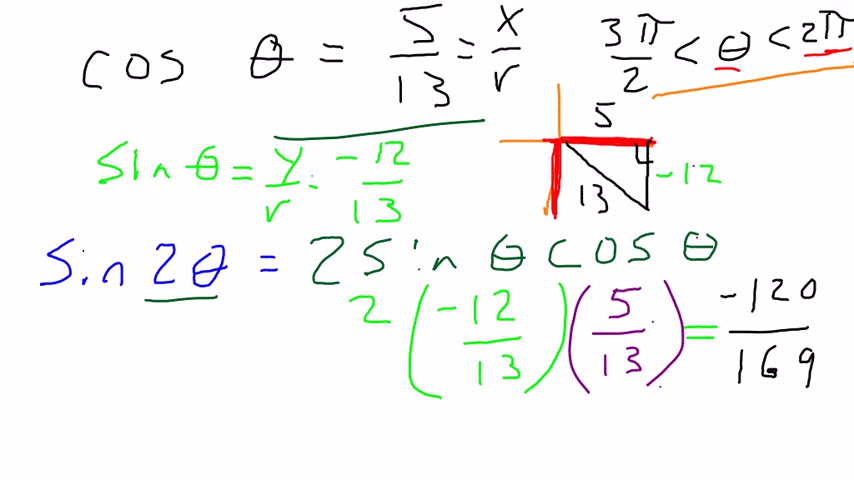 cos θ = 5/13 = x/r
3π/2 < θ < 2π
5
sin θ = y/r = -12/13
13
-12
sin 2θ = 2 sin θ cos θ
2 (-12/13) (5/13) = -120/169